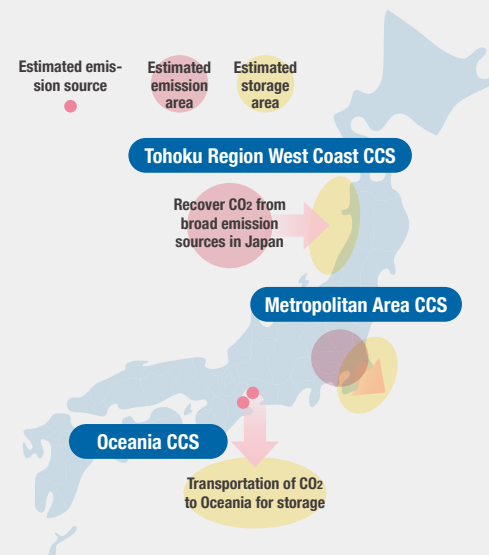 Estimated emis-
sion source
Estimated
emission
area
Estimated
storage
area
Tohoku Region West Coast CCS
Recover CO2 from
broad emission
sources in Japan
Metropolitan Area CCS
Oceania CCS
Transportation of CO2
to Oceania for storage